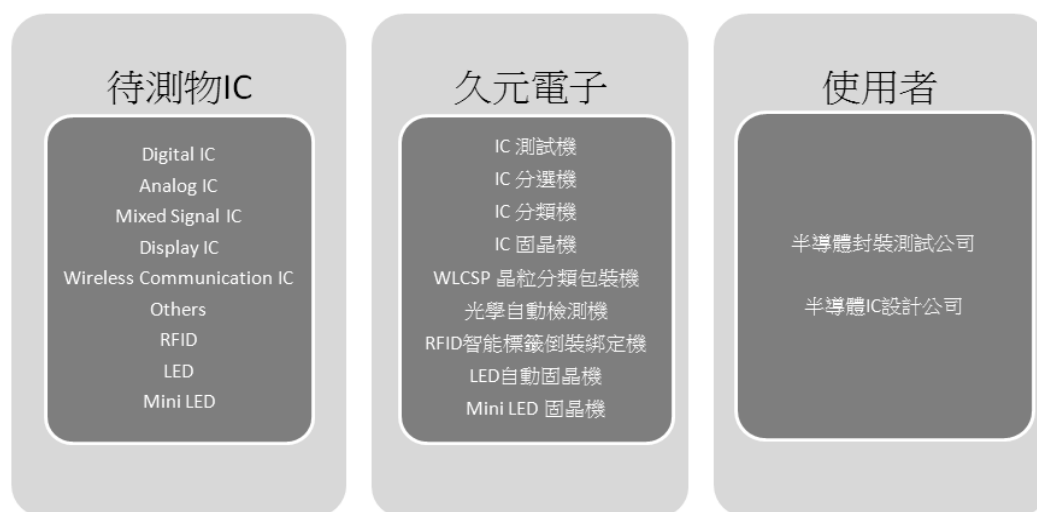 待測物IC
Digital IC
Analog IC
Mixed Signal IC
Display IC
Wireless Communication IC
Others
RFID
LED
Mini LED
久元電子
IC 測試機
IC 分選機
IC 分類機
IC 固晶機
WLCSP 晶粒分類包裝機
光學自動檢測機
RFID智能標籤倒裝綁定機
LED自動固晶機
Mini LED 固晶機
使用者
半導體封裝測試公司
半導體IC設計公司